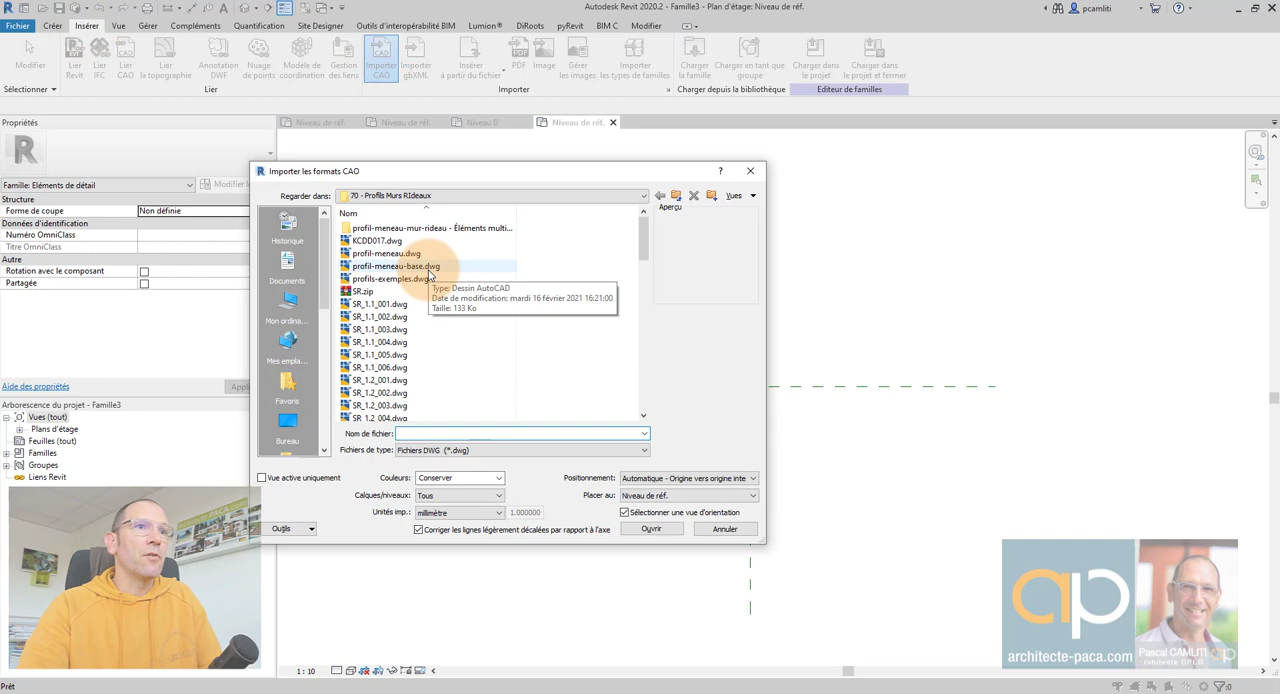 Autodesk Revit 2020.2 - Famille3 - Plan d'étage: Niveau de réf.
pcamliti
Fichier Créer Insérer Vue Gérer Compléments Quantification Site Designer Outils d'interopérabilité BIM Lumion® DiRoots pyRevit BIM C Modifier
Modifier
Lier Revit
Lier IFC
Lier CAO
Lier la topographie
Annotation DWF
Nuage de points
Modèle de coordination
Gestion des liens
Importer CAO
Importer gbXML
Insérer à partir du fichier
PDF
Image
Gérer les images
Importer les types de familles
Charger la famille
Charger en tant que groupe
Charger dans le projet
Charger dans le projet et fermer
Sélectionner
Lier
Importer
Charger depuis la bibliothèque
Editeur de familles
Propriétés
Niveau de réf.
Niveau de réf.
Niveau 0
Niveau de réf.
R
Famille: Eléments de détail
Modifier l
Structure
Forme de coupe Non définie
Données d'identification
Numéro OmniClass
Titre OmniClass
Autre
Rotation avec le composant
Partagée
Aide des propriétés
Appli
Arborescence du projet - Famille3
Vues (tout)
Plans d'étage
Feuilles (tout)
Familles
Groupes
Liens Revit
Importer les formats CAO
Regarder dans: 70 - Profils Murs RIdeaux
Vues
Aperçu
Historique
Documents
Mon ordina...
Mes empla...
Favoris
Bureau
Nom
profil-meneau-mur-rideau - Éléments multi...
KCDD017.dwg
profil-meneau.dwg
profil-meneau-base.dwg
profils-exemples.dwg
SR.zip
SR_1.1_001.dwg
SR_1.1_002.dwg
SR_1.1_003.dwg
SR_1.1_004.dwg
SR_1.1_005.dwg
SR_1.1_006.dwg
SR_1.2_001.dwg
SR_1.2_002.dwg
SR_1.2_003.dwg
SR_1.2_004.dwg
Type: Dessin AutoCAD
Date de modification: mardi 16 février 2021 16:21:00
Taille: 133 Ko
Nom de fichier:
Fichiers de type: Fichiers DWG (*.dwg)
Vue active uniquement
Couleurs: Conserver
Positionnement: Automatique - Origine vers origine inte
Calques/niveaux: Tous
Placer au: Niveau de réf.
Unités imp.: millimètre 1.000000
Sélectionner une vue d'orientation
Outils
Corriger les lignes légèrement décalées par rapport à l'axe
Ouvrir
Annuler
ap
architecte-paca.com
Pascal CAMLITI
architecte DPLG
1 : 10
Prêt
:0